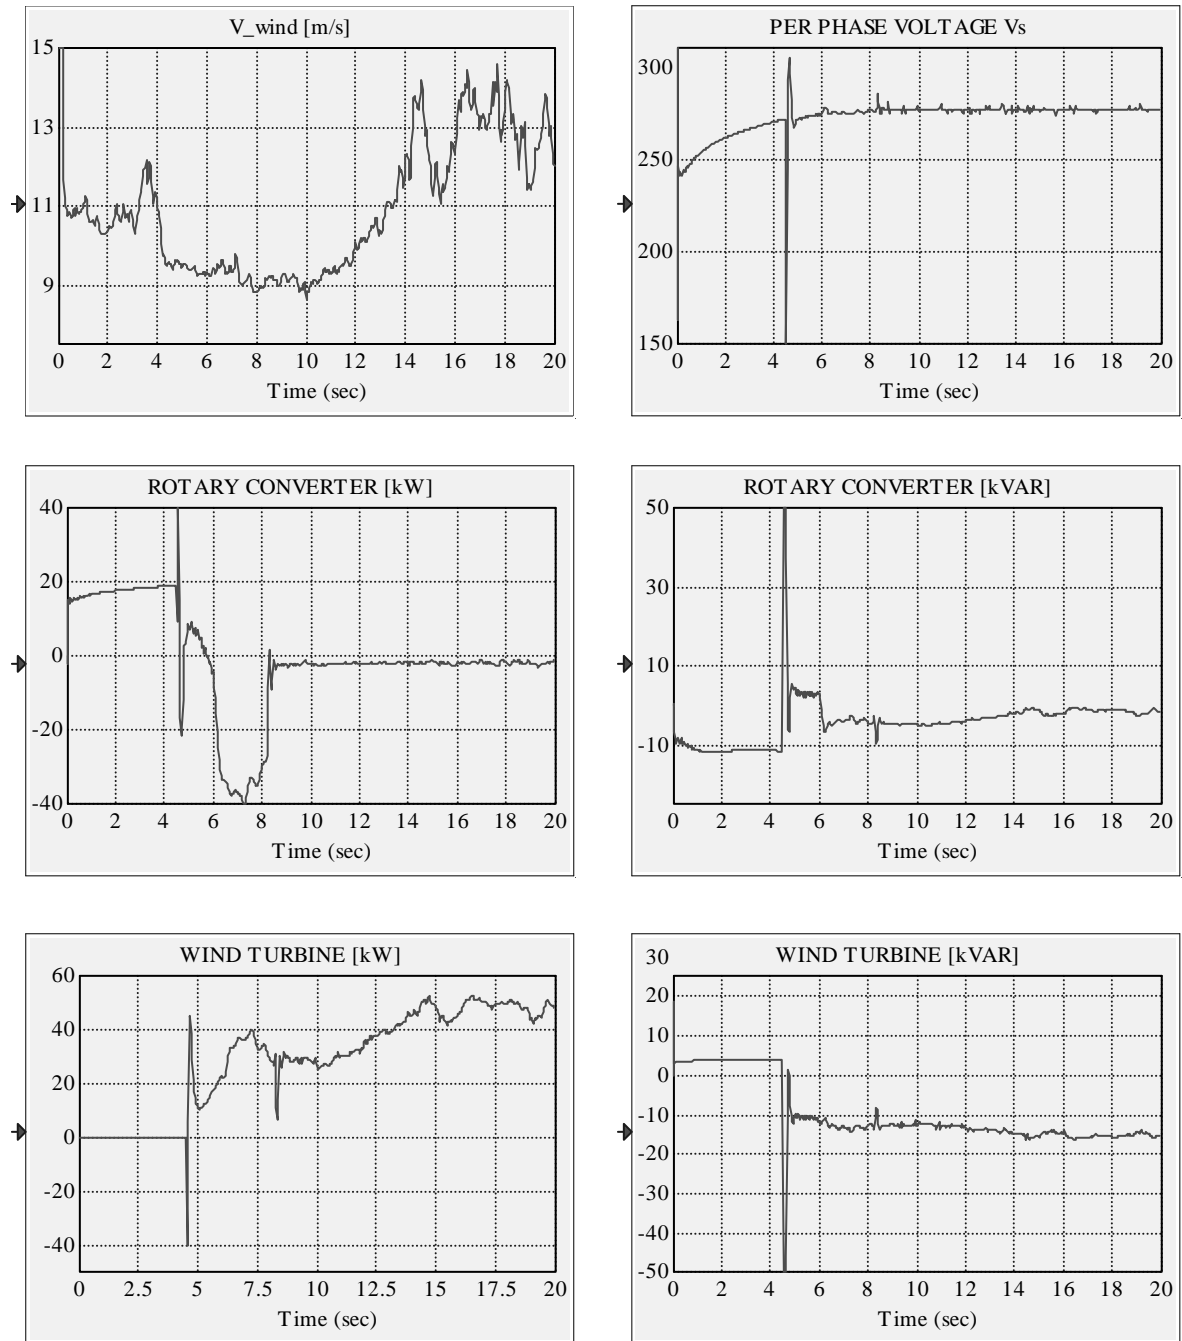 V_wind [m/s]
15
13
11
9
0 2 4 6 8 10 12 14 16 18 20
Time (sec)
PER PHASE VOLTAGE Vs
300
250
200
150
0 2 4 6 8 10 12 14 16 18 20
Time (sec)
ROTARY CONVERTER [kW]
40
20
0
-20
-40
0 2 4 6 8 10 12 14 16 18 20
Time (sec)
ROTARY CONVERTER [kVAR]
50
30
10
-10
0 2 4 6 8 10 12 14 16 18 20
Time (sec)
WIND TURBINE [kW]
60
40
20
0
-20
-40
0 2.5 5 7.5 10 12.5 15 17.5 20
Time (sec)
WIND TURBINE [kVAR]
30
20
10
0
-10
-20
-30
-40
-50
0 2 4 6 8 10 12 14 16 18 20
Time (sec)